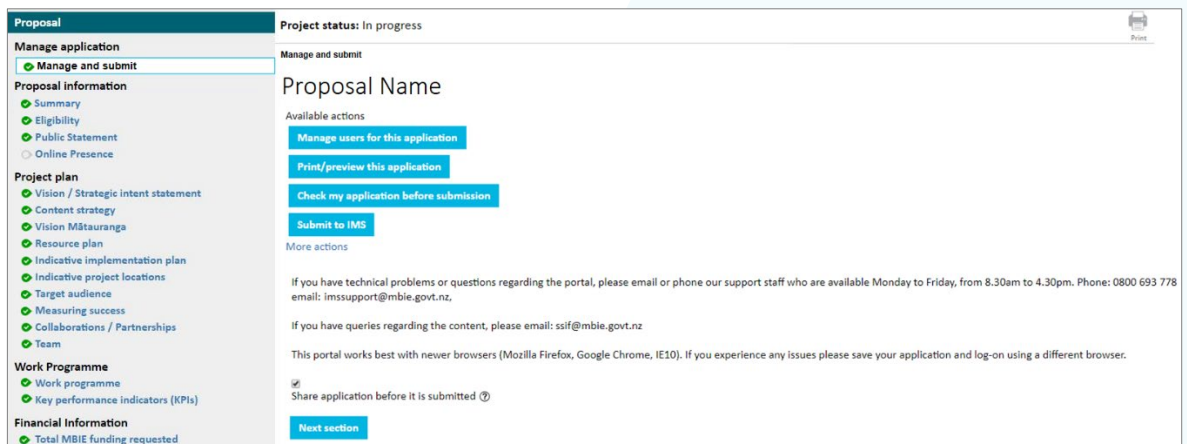 Proposal
Manage application
Manage and submit
Proposal information
Summary
Eligibility
Public Statement
Online Presence
Project plan
Vision / Strategic intent statement
Content strategy
Vision Mātauranga
Resource plan
Indicative implementation plan
Indicative project locations
Target audience
Measuring success
Collaborations / Partnerships
Team
Work Programme
Work programme
Key performance indicators (KPIs)
Financial Information
Total MBIE funding requested
Project status: In progress
Print
Manage and submit
Proposal Name
Available actions
Manage users for this application
Print/preview this application
Check my application before submission
Submit to IMS
More actions
If you have technical problems or questions regarding the portal, please email or phone our support staff who are available Monday to Friday, from 8.30am to 4.30pm. Phone: 0800 693 778
email: imssupport@mbie.govt.nz,
If you have queries regarding the content, please email: ssif@mbie.govt.nz
This portal works best with newer browsers (Mozilla Firefox, Google Chrome, IE10). If you experience any issues please save your application and log-on using a different browser.
Share application before it is submitted ?
Next section